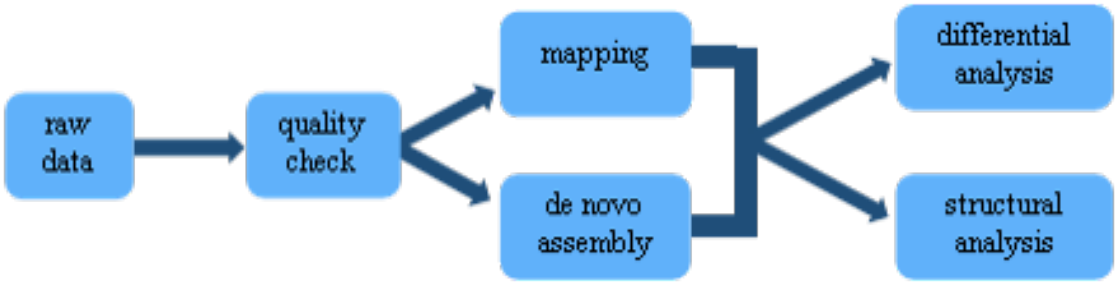 raw
data
quality
check
mapping
de novo
assembly
differential
analysis
structural
analysis